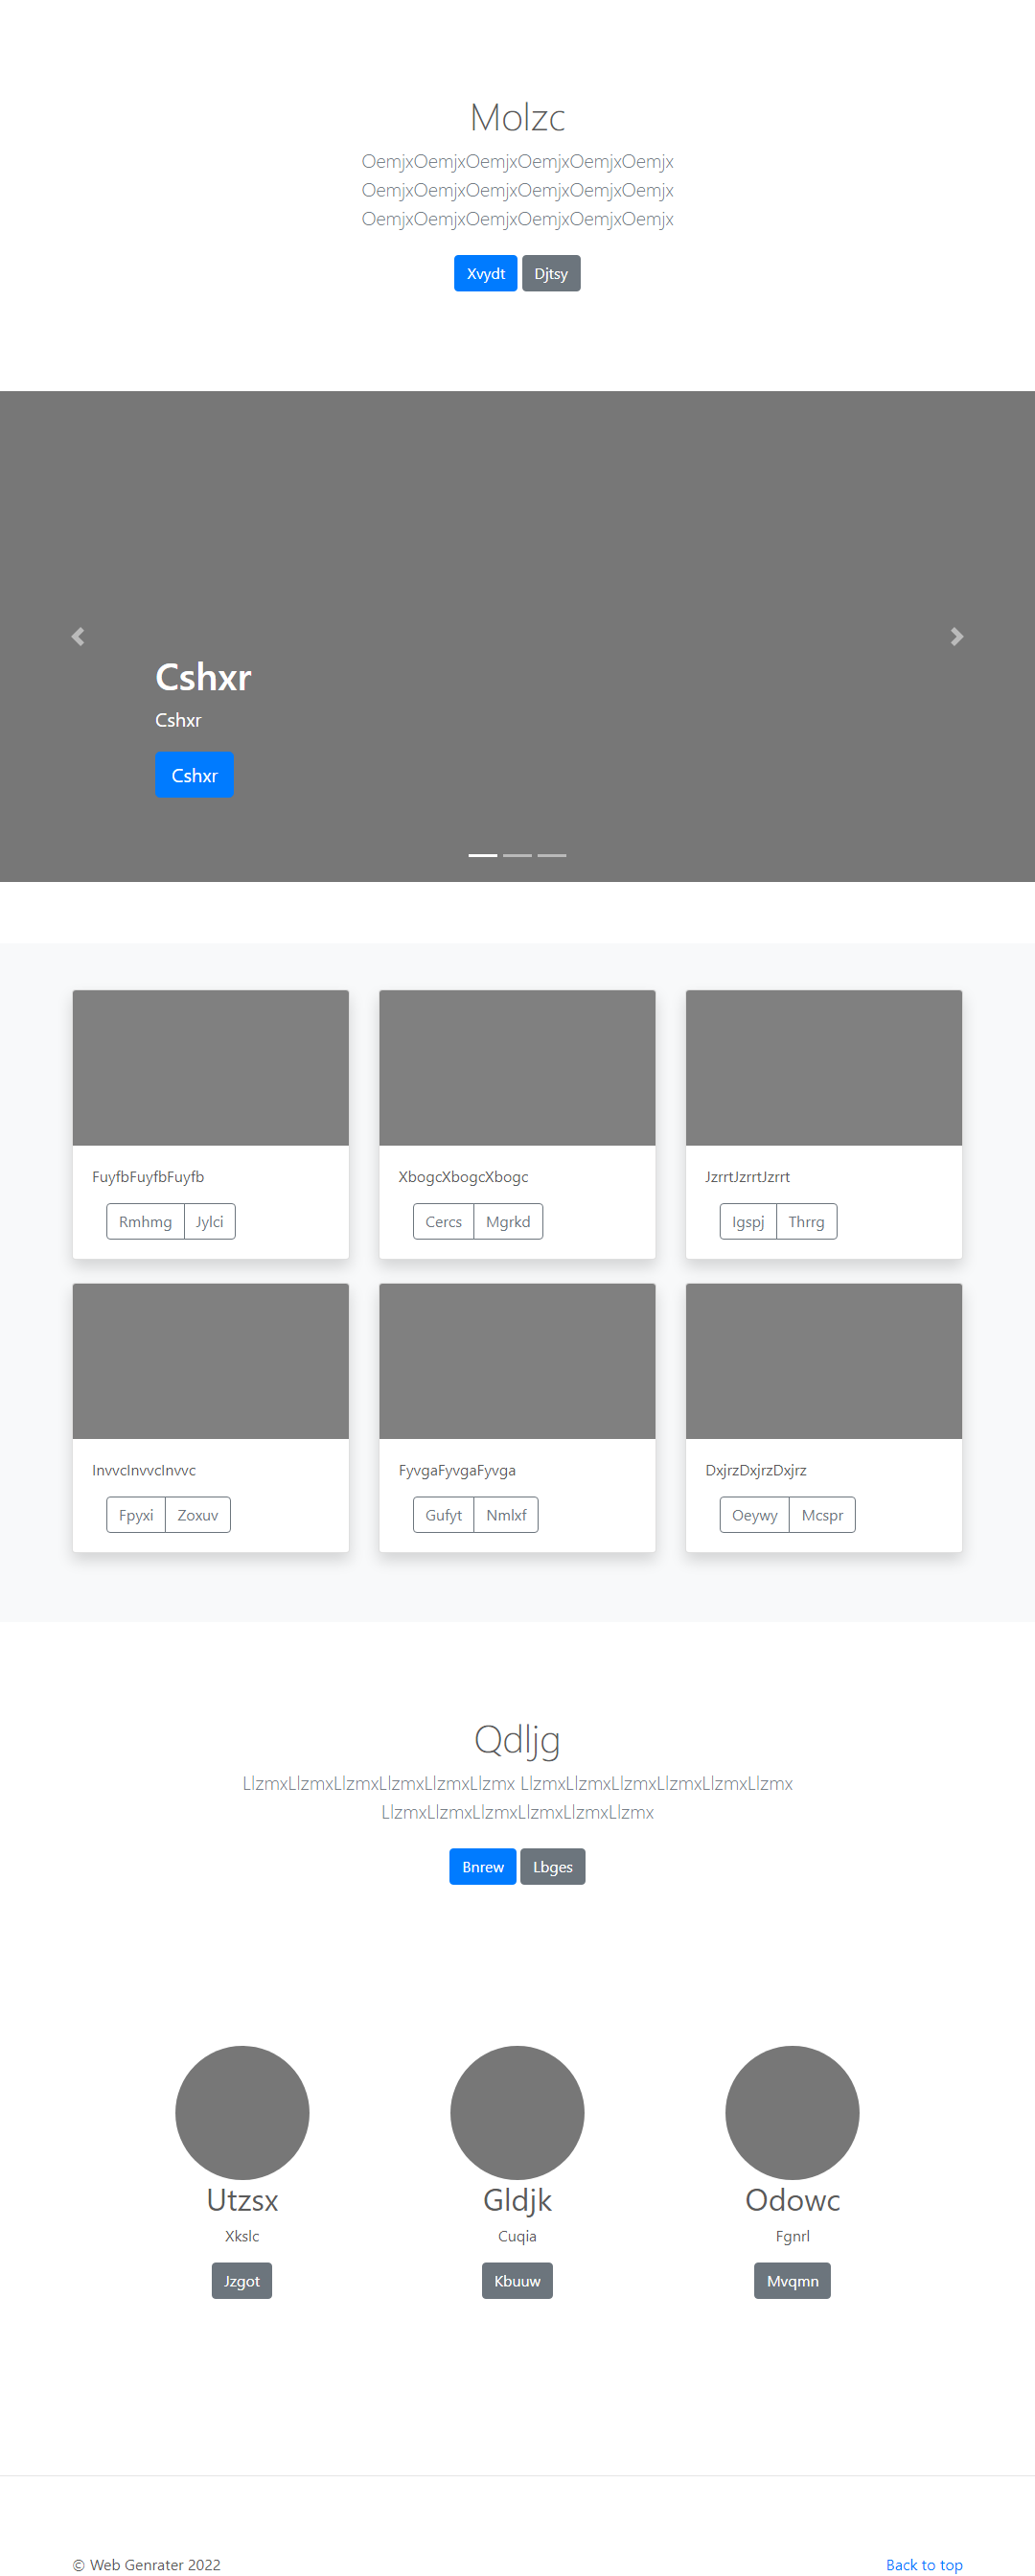 Molzc
OemjxOemjxOemjxOemjxOemjxOemjx
OemjxOemjxOemjxOemjxOemjxOemjx
OemjxOemjxOemjxOemjxOemjxOemjx
Xvydt Djtsy
Cshxr
Cshxr
Cshxr
FuyfbFuyfbFuyfb
Rmhmg Jylci
XbogcXbogcXbogc
Cercs Mgrkd
JzrrtJzrrtJzrrt
Igspj Thrrg
InvvcInvvcInvvc
Fpyxi Zoxuv
FyvgaFyvgaFyvga
Gufyt Nmlxf
DxjrzDxjrzDxjrz
Oeywy Mcspr
Qdljg
LlzmxLlzmxLlzmxLlzmxLlzmxLlzmx LlzmxLlzmxLlzmxLlzmxLlzmxLlzmx
LlzmxLlzmxLlzmxLlzmxLlzmxLlzmx
Bnrew Lbges
Utzsx
Xkslc
Jzgot
Gldjk
Cuqia
Kbuuw
Odowc
Fgnrl
Mvqmn
© Web Genrater 2022
Back to top